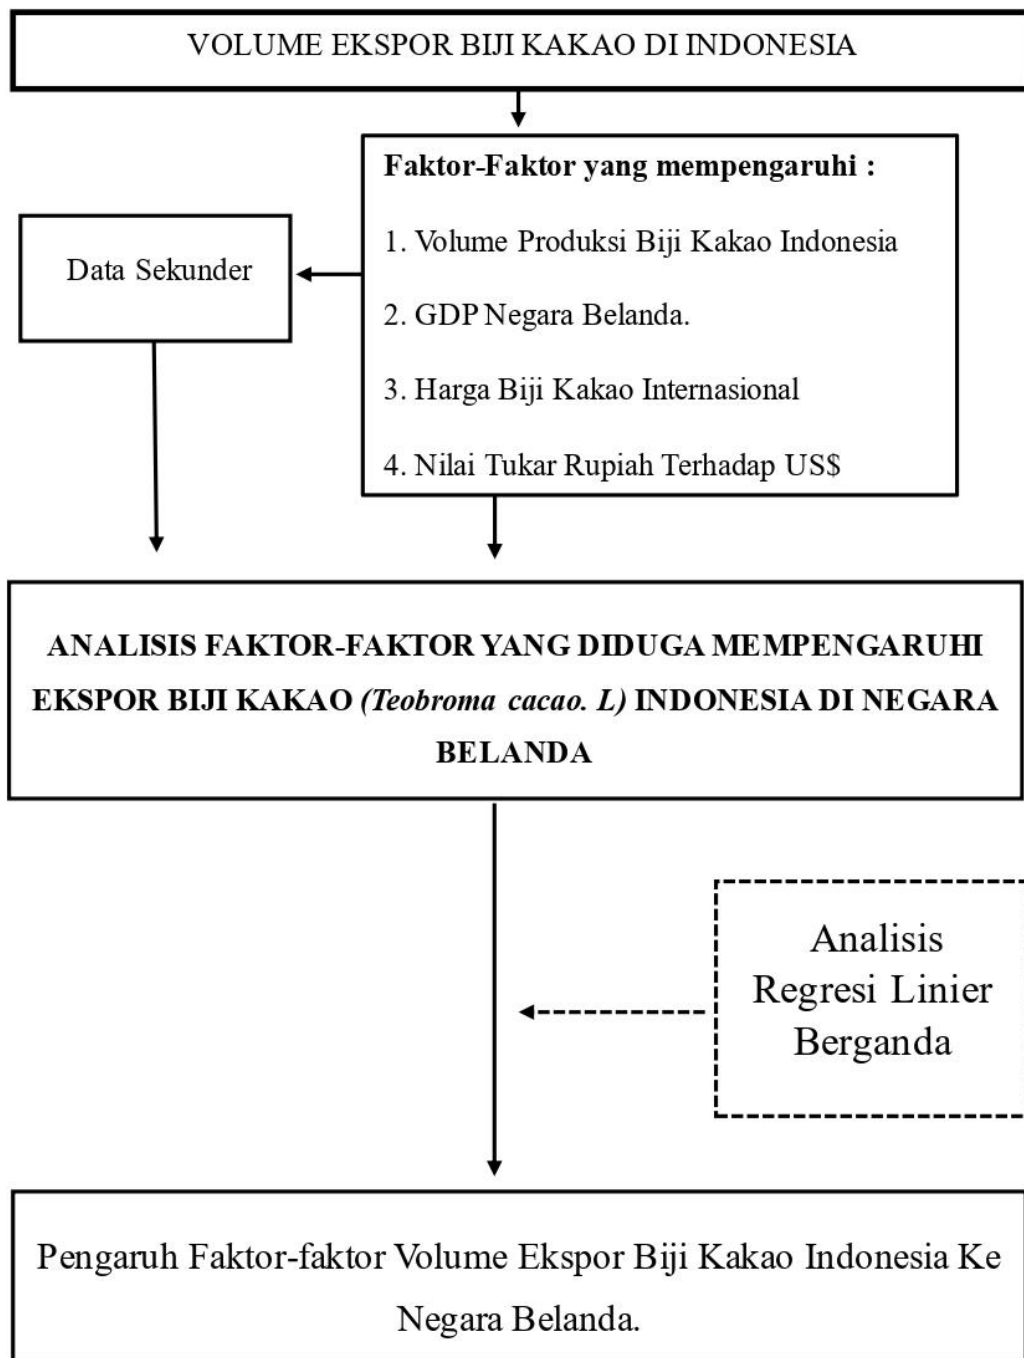 VOLUME EKSPOR BIJI KAKAO DI INDONESIA
Faktor-Faktor yang mempengaruhi :
1. Volume Produksi Biji Kakao Indonesia
Data Sekunder
2. GDP Negara Belanda.
3. Harga Biji Kakao Internasional
4. Nilai Tukar Rupiah Terhadap US$
ANALISIS FAKTOR-FAKTOR YANG DIDUGA MEMPENGARUHI
EKSPOR BIJI KAKAO (Teobroma cacao. L) INDONESIA DI NEGARA
BELANDA
Analisis
Regresi Linier
Berganda
Pengaruh Faktor-faktor Volume Ekspor Biji Kakao Indonesia Ke
Negara Belanda.